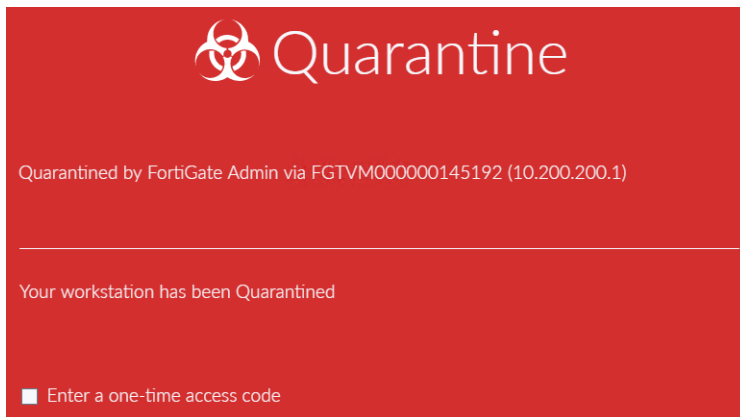 Quarantine
Quarantined by FortiGate Admin via FGTVM000000145192 (10.200.200.1)
Your workstation has been Quarantined
Enter a one-time access code